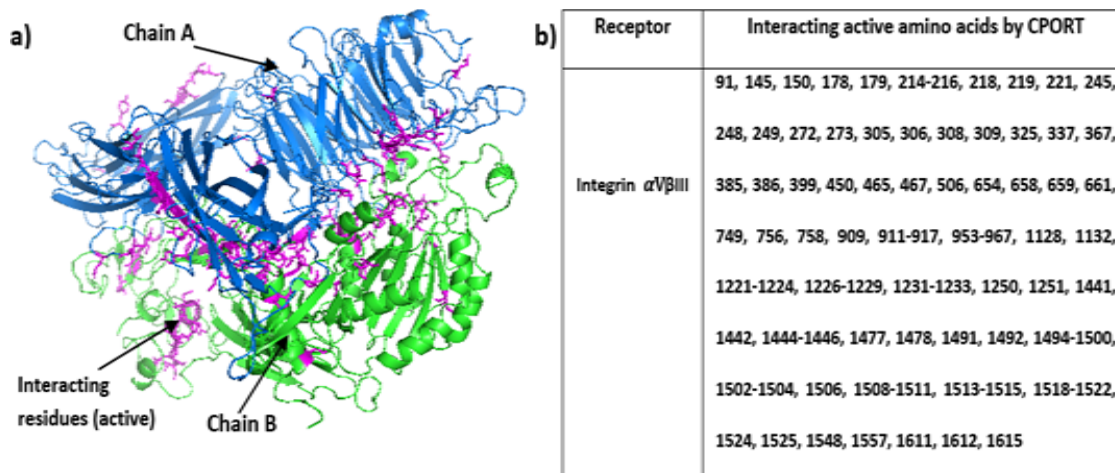 a)
Chain A
Interacting
residues (active)
Chain B
b)
Receptor
Interacting active amino acids by CPORT
Integrin αVβIII
91, 145, 150, 178, 179, 214-216, 218, 219, 221, 245,
248, 249, 272, 273, 305, 306, 308, 309, 325, 337, 367,
385, 386, 399, 450, 465, 467, 506, 654, 658, 659, 661,
749, 756, 758, 909, 911-917, 953-967, 1128, 1132,
1221-1224, 1226-1229, 1231-1233, 1250, 1251, 1441,
1442, 1444-1446, 1477, 1478, 1491, 1492, 1494-1500,
1502-1504, 1506, 1508-1511, 1513-1515, 1518-1522,
1524, 1525, 1548, 1557, 1611, 1612, 1615